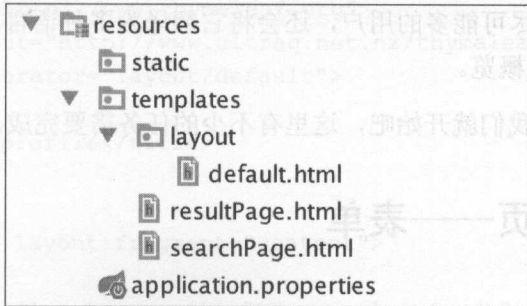 resources
static
templates
layout
default.html
resultPage.html
searchPage.html
application.properties